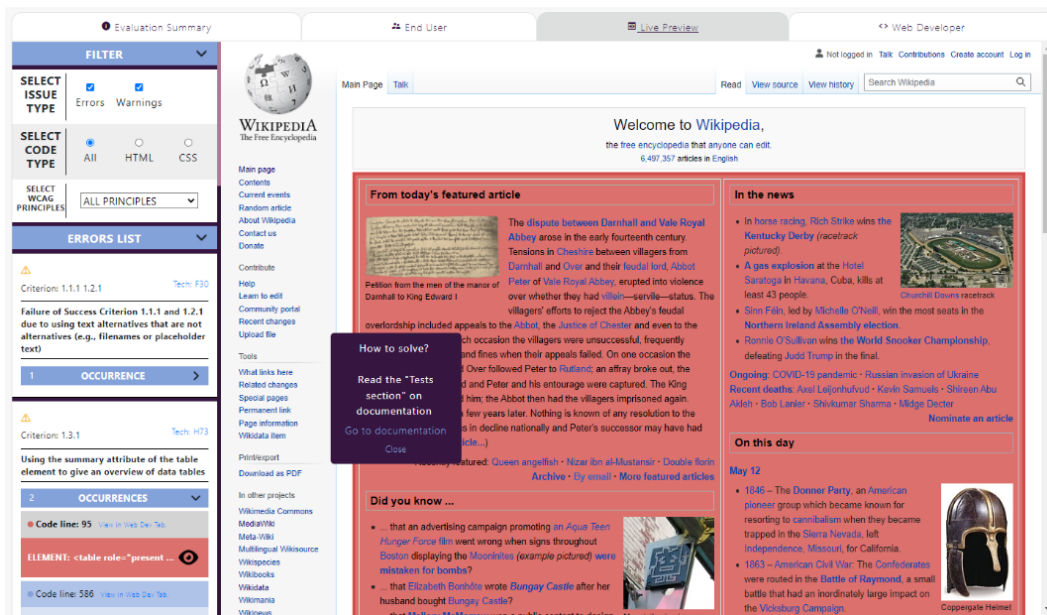 Evaluation Summary
End User
Live Preview
<> Web Developer
FILTER
SELECT ISSUE TYPE
Errors Warnings
SELECT CODE TYPE
All HTML CSS
SELECT WCAG PRINCIPLES
ALL PRINCIPLES
ERRORS LIST
Criterion: 1.1.1 1.2.1 Tech: F30
Failure of Success Criterion 1.1.1 and 1.2.1
due to using text alternatives that are not
alternatives (e.g., filenames or placeholder
text)
1 OCCURRENCE
Criterion: 1.3.1 Tech: H73
Using the summary attribute of the table
element to give an overview of data tables
2 OCCURRENCES
Code line: 95 View in Web Dev Tab.
ELEMENT: <table role="present ...
Code line: 586 View in Web Dev Tab.
WIKIPEDIA
The Free Encyclopedia
Main page
Contents
Current events
Random article
About Wikipedia
Contact us
Donate
Contribute
Help
Learn to edit
Community portal
Recent changes
Upload file
Tools
What links here
Related changes
Special pages
Permanent link
Page information
Wikidata item
Print/export
Download as PDF
In other projects
Wikimedia Commons
MediaWiki
Meta-Wiki
Multilingual Wikisource
Wikispecies
Wikibooks
Wikidata
Wikimania
Wikinews
Not logged in Talk Contributions Create account Log in
Main Page Talk
Read View source View history Search Wikipedia
Welcome to Wikipedia,
the free encyclopedia that anyone can edit.
6,497,357 articles in English
From today's featured article
Petition from the men of the manor of
Darnhall to King Edward I
The dispute between Darnhall and Vale Royal
Abbey arose in the early fourteenth century.
Tensions in Cheshire between villagers from
Darnhall and Over and their feudal lord, Abbot
Peter of Vale Royal Abbey, erupted into violence
over whether they had villein—servile—status. The
villagers' efforts to reject the Abbey's feudal
overlordship included appeals to the Abbot, the Justice of Chester and even to the
ch occasion the villagers were unsuccessful, frequently
and fines when their appeals failed. On one occasion the
d Over followed Peter to Rutland; an affray broke out, the
d and Peter and his entourage were captured. The King
d him; the Abbot then had the villagers imprisoned again.
few years later. Nothing is known of any resolution to the
s in decline nationally and Peter's successor may have had
icle...)
Recently featured: Queen angelfish • Nizar ibn al-Mustansir • Double florin
Archive • By email • More featured articles
How to solve?
Read the "Tests
section" on
documentation
Go to documentation
Close
Did you know ...
... that an advertising campaign promoting an Aqua Teen
Hunger Force film went wrong when signs throughout
Boston displaying the Mooninites (example pictured) were
mistaken for bombs?
... that Elizabeth Bonhôte wrote Bungay Castle after her
husband bought Bungay Castle?
In the news
In horse racing, Rich Strike wins the
Kentucky Derby (racetrack
pictured).
A gas explosion at the Hotel
Saratoga in Havana, Cuba, kills at
least 43 people.
Churchill Downs racetrack
Sinn Féin, led by Michelle O'Neill, win the most seats in the
Northern Ireland Assembly election.
Ronnie O'Sullivan wins the World Snooker Championship,
defeating Judd Trump in the final.
Ongoing: COVID-19 pandemic • Russian invasion of Ukraine
Recent deaths: Axel Leijonhufvud • Kevin Samuels • Shireen Abu
Akleh • Bob Lanier • Shivkumar Sharma • Midge Decter
Nominate an article
On this day
May 12
1846 – The Donner Party, an American
pioneer group which became known for
resorting to cannibalism when they became
trapped in the Sierra Nevada, left
Independence, Missouri, for California.
1863 – American Civil War: The Confederates
were routed in the Battle of Raymond, a small
battle that had an inordinately large impact on
the Vicksburg Campaign.
Coppergate Helmet